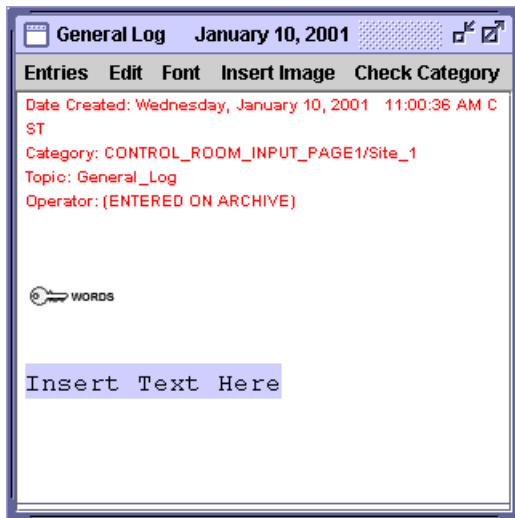 General Log January 10, 2001
Entries Edit Font Insert Image Check Category
Date Created: Wednesday, January 10, 2001 11:00:36 AM C
ST
Category: CONTROL_ROOM_INPUT_PAGE1/Site_1
Topic: General_Log
Operator: (ENTERED ON ARCHIVE)
WORDS
Insert Text Here